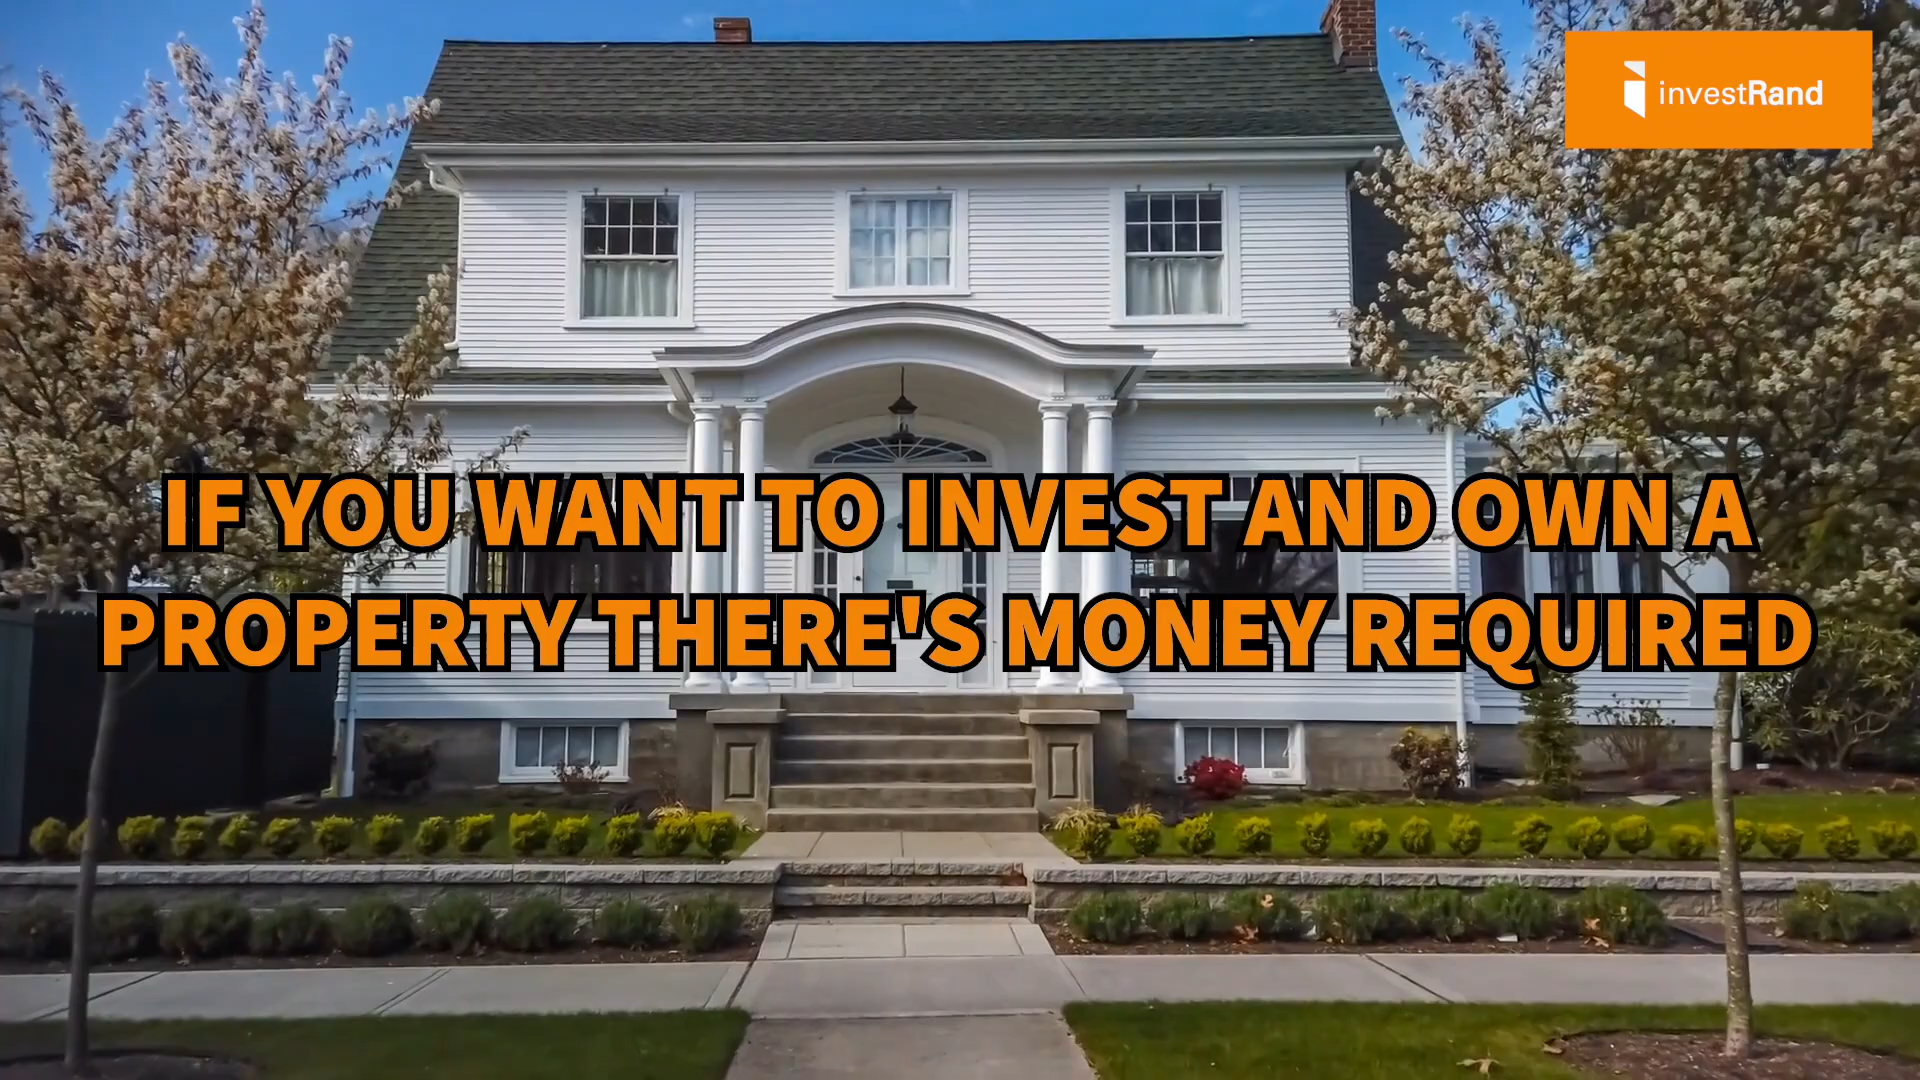 investRand
IF YOU WANT TO INVEST AND OWN A
PROPERTY THERE'S MONEY REQUIRED